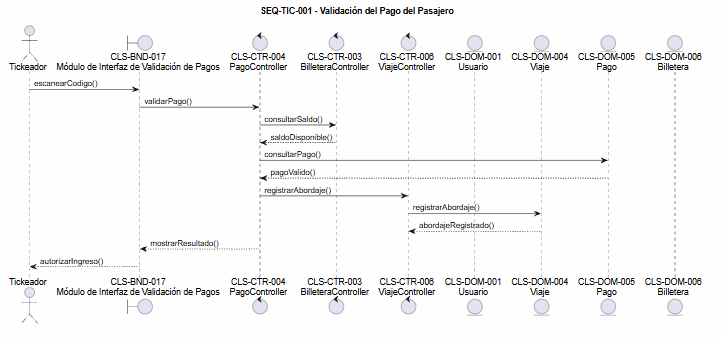 SEQ-TIC-001 - Validación del Pago del Pasajero
Tickeador
CLS-BND-017
Módulo de Interfaz de Validación de Pagos
CLS-CTR-004
PagoController
CLS-CTR-003
BilleteraController
CLS-CTR-006
ViajeController
CLS-DOM-001
Usuario
CLS-DOM-004
Viaje
CLS-DOM-005
Pago
CLS-DOM-006
Billetera
escanearCodigo()
validarPago()
consultarSaldo()
saldoDisponible()
consultarPago()
pagoValido()
registrarAbordaje()
registrarAbordaje()
abordajeRegistrado()
mostrarResultado()
autorizarIngreso()
Tickeador
CLS-BND-017
Módulo de Interfaz de Validación de Pagos
CLS-CTR-004
PagoController
CLS-CTR-003
BilleteraController
CLS-CTR-006
ViajeController
CLS-DOM-001
Usuario
CLS-DOM-004
Viaje
CLS-DOM-005
Pago
CLS-DOM-006
Billetera